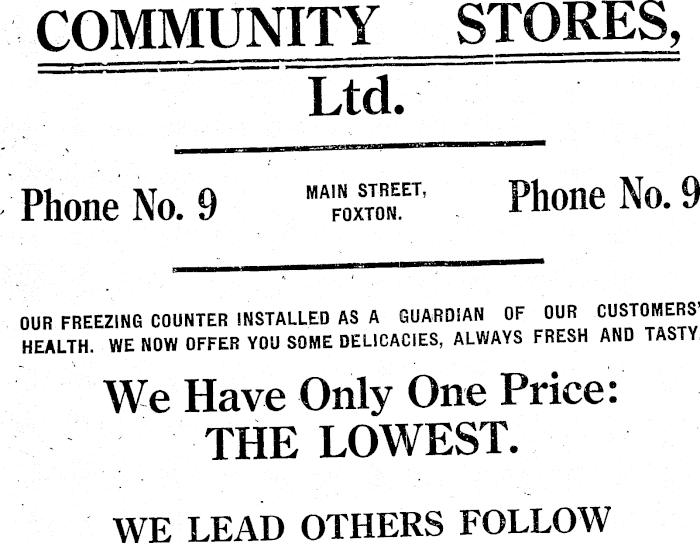 COMMUNITY STORES,
Ltd.
Phone No. 9 MAIN STREET, FOXTON. Phone No. 9
OUR FREEZING COUNTER INSTALLED AS A GUARDIAN OF OUR CUSTOMERS'
HEALTH. WE NOW OFFER YOU SOME DELICACIES, ALWAYS FRESH AND TASTY
We Have Only One Price:
THE LOWEST.
WE LEAD OTHERS FOLLOW